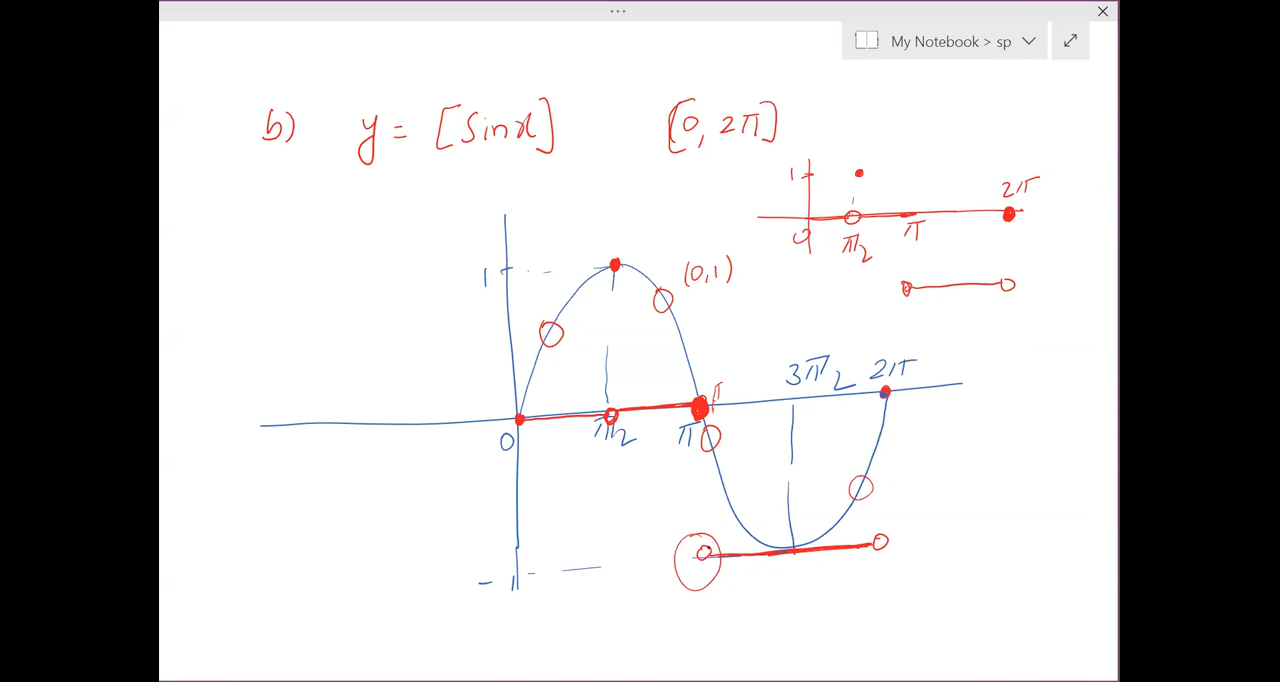 My Notebook > sp
b) y = [Sinx] [0, 2π]
1
2π
0 π/2 π
1 (0,1)
3π/2 2π
π
0 π/2 π
-1